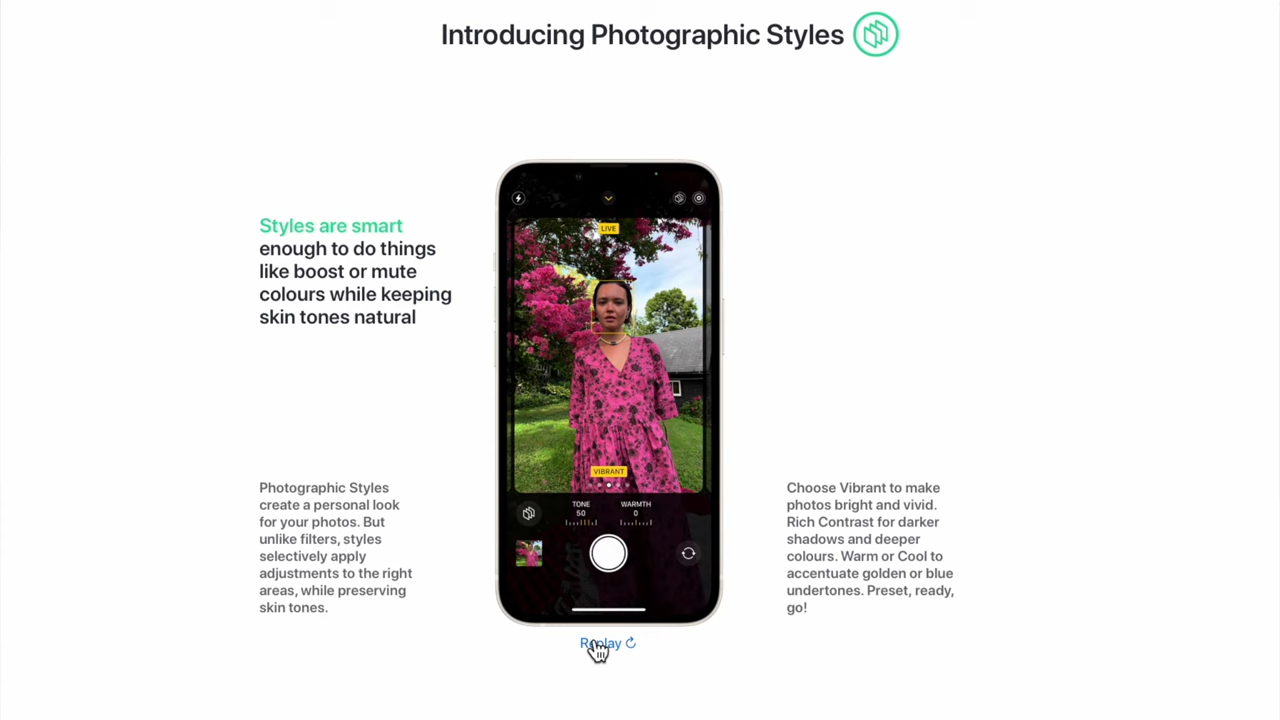 Introducing Photographic Styles
Styles are smart
enough to do things
like boost or mute
colours while keeping
skin tones natural
LIVE
VIBRANT
TONE
50
WARMTH
0
Photographic Styles
create a personal look
for your photos. But
unlike filters, styles
selectively apply
adjustments to the right
areas, while preserving
skin tones.
Choose Vibrant to make
photos bright and vivid.
Rich Contrast for darker
shadows and deeper
colours. Warm or Cool to
accentuate golden or blue
undertones. Preset, ready,
go!
Replay